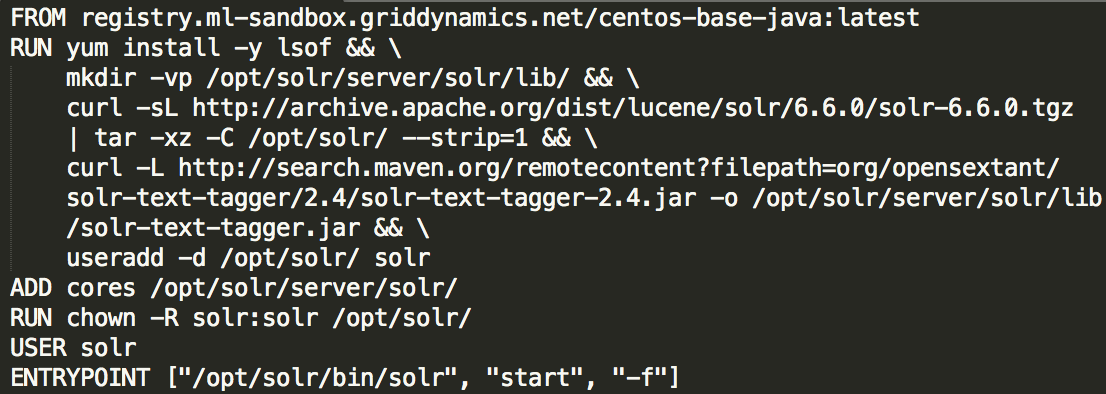 FROM registry.ml-sandbox.griddynamics.net/centos-base-java:latest
RUN yum install -y lsof && \
    mkdir -vp /opt/solr/server/solr/lib/ && \
    curl -sL http://archive.apache.org/dist/lucene/solr/6.6.0/solr-6.6.0.tgz
    | tar -xz -C /opt/solr/ --strip=1 && \
    curl -L http://search.maven.org/remotecontent?filepath=org/opensextant/
    solr-text-tagger/2.4/solr-text-tagger-2.4.jar -o /opt/solr/server/solr/lib
    /solr-text-tagger.jar && \
    useradd -d /opt/solr/ solr
ADD cores /opt/solr/server/solr/
RUN chown -R solr:solr /opt/solr/
USER solr
ENTRYPOINT ["/opt/solr/bin/solr", "start", "-f"]